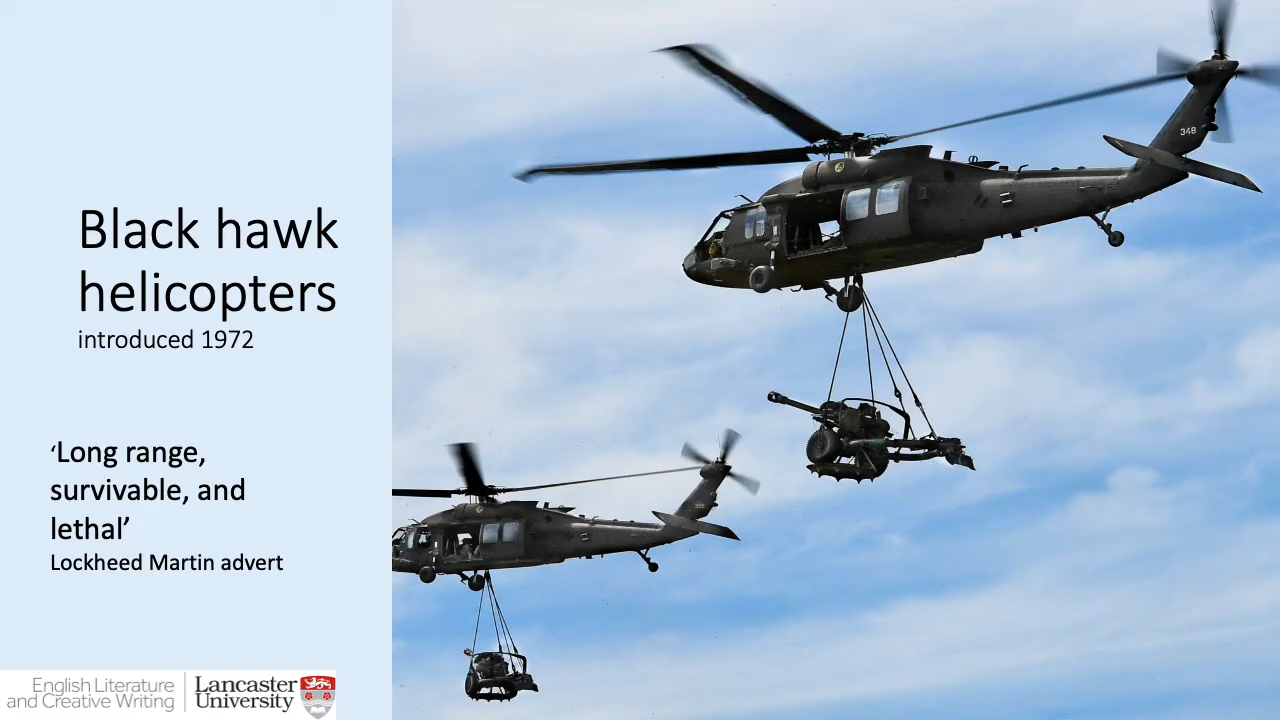 Black hawk
helicopters
introduced 1972
‘Long range,
survivable, and
lethal’
Lockheed Martin advert
English Literature
and Creative Writing
Lancaster
University
348